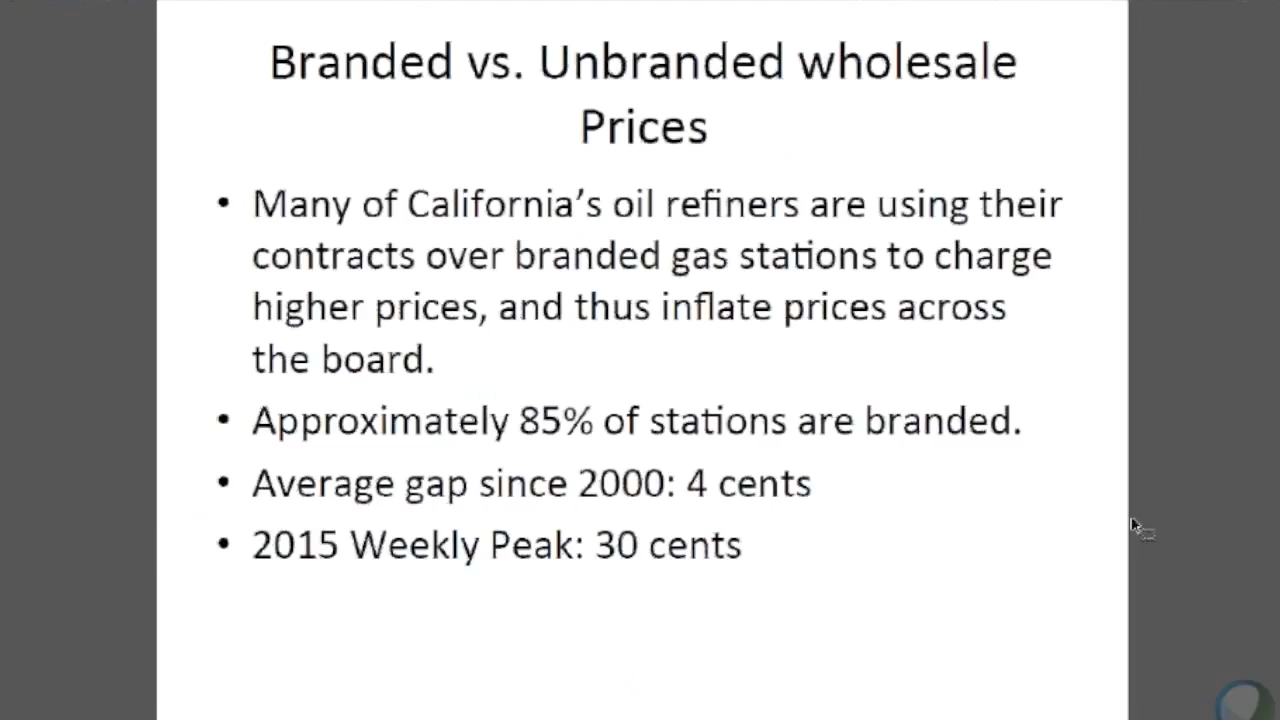 Branded vs. Unbranded wholesale
Prices
• Many of California’s oil refiners are using their
contracts over branded gas stations to charge
higher prices, and thus inflate prices across
the board.
• Approximately 85% of stations are branded.
• Average gap since 2000: 4 cents
• 2015 Weekly Peak: 30 cents